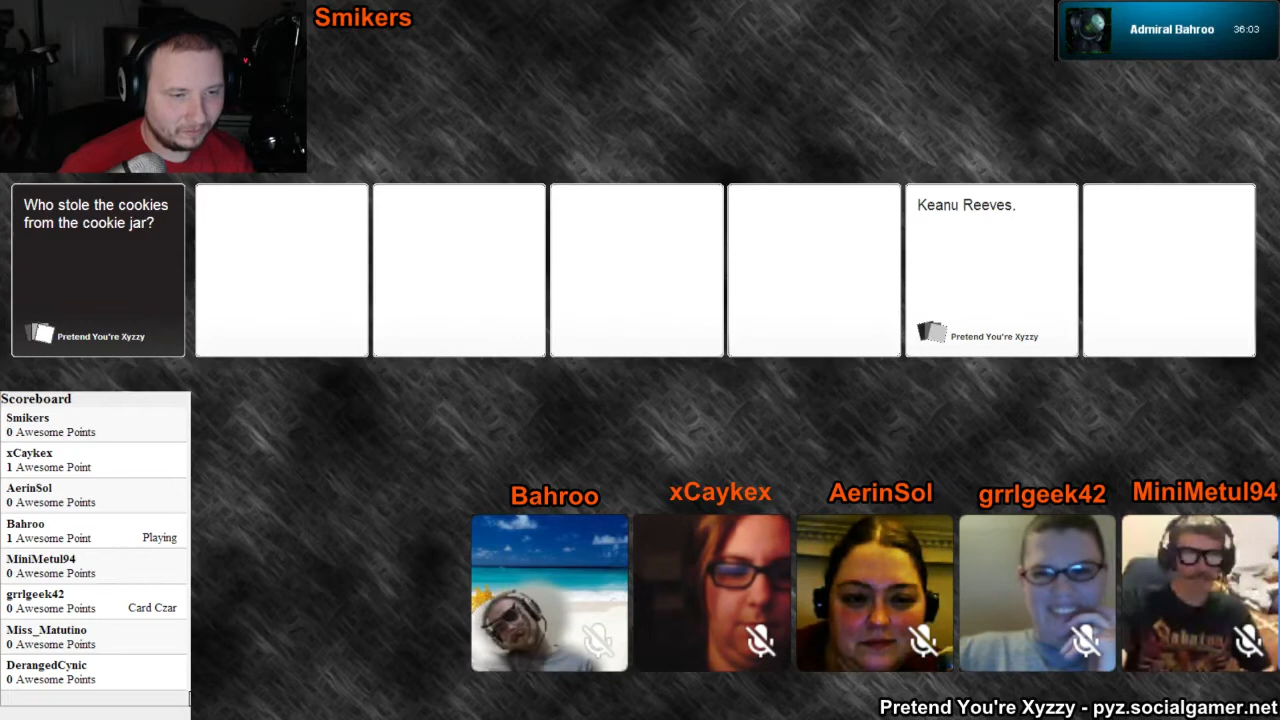 Smikers
Admiral Bahroo 36:03
Who stole the cookies
from the cookie jar?
Pretend You're Xyzzy
Keanu Reeves.
Pretend You're Xyzzy
Scoreboard
Smikers
0 Awesome Points
xCaykex
1 Awesome Point
AerinSol
0 Awesome Points
Bahroo
1 Awesome Point Playing
MiniMetul94
0 Awesome Points
grrlgeek42
0 Awesome Points Card Czar
Miss_Matutino
0 Awesome Points
DerangedCynic
0 Awesome Points
Bahroo
xCaykex
AerinSol
grrlgeek42
MiniMetul94
Sabaton
Pretend You're Xyzzy - pyz.socialgamer.net